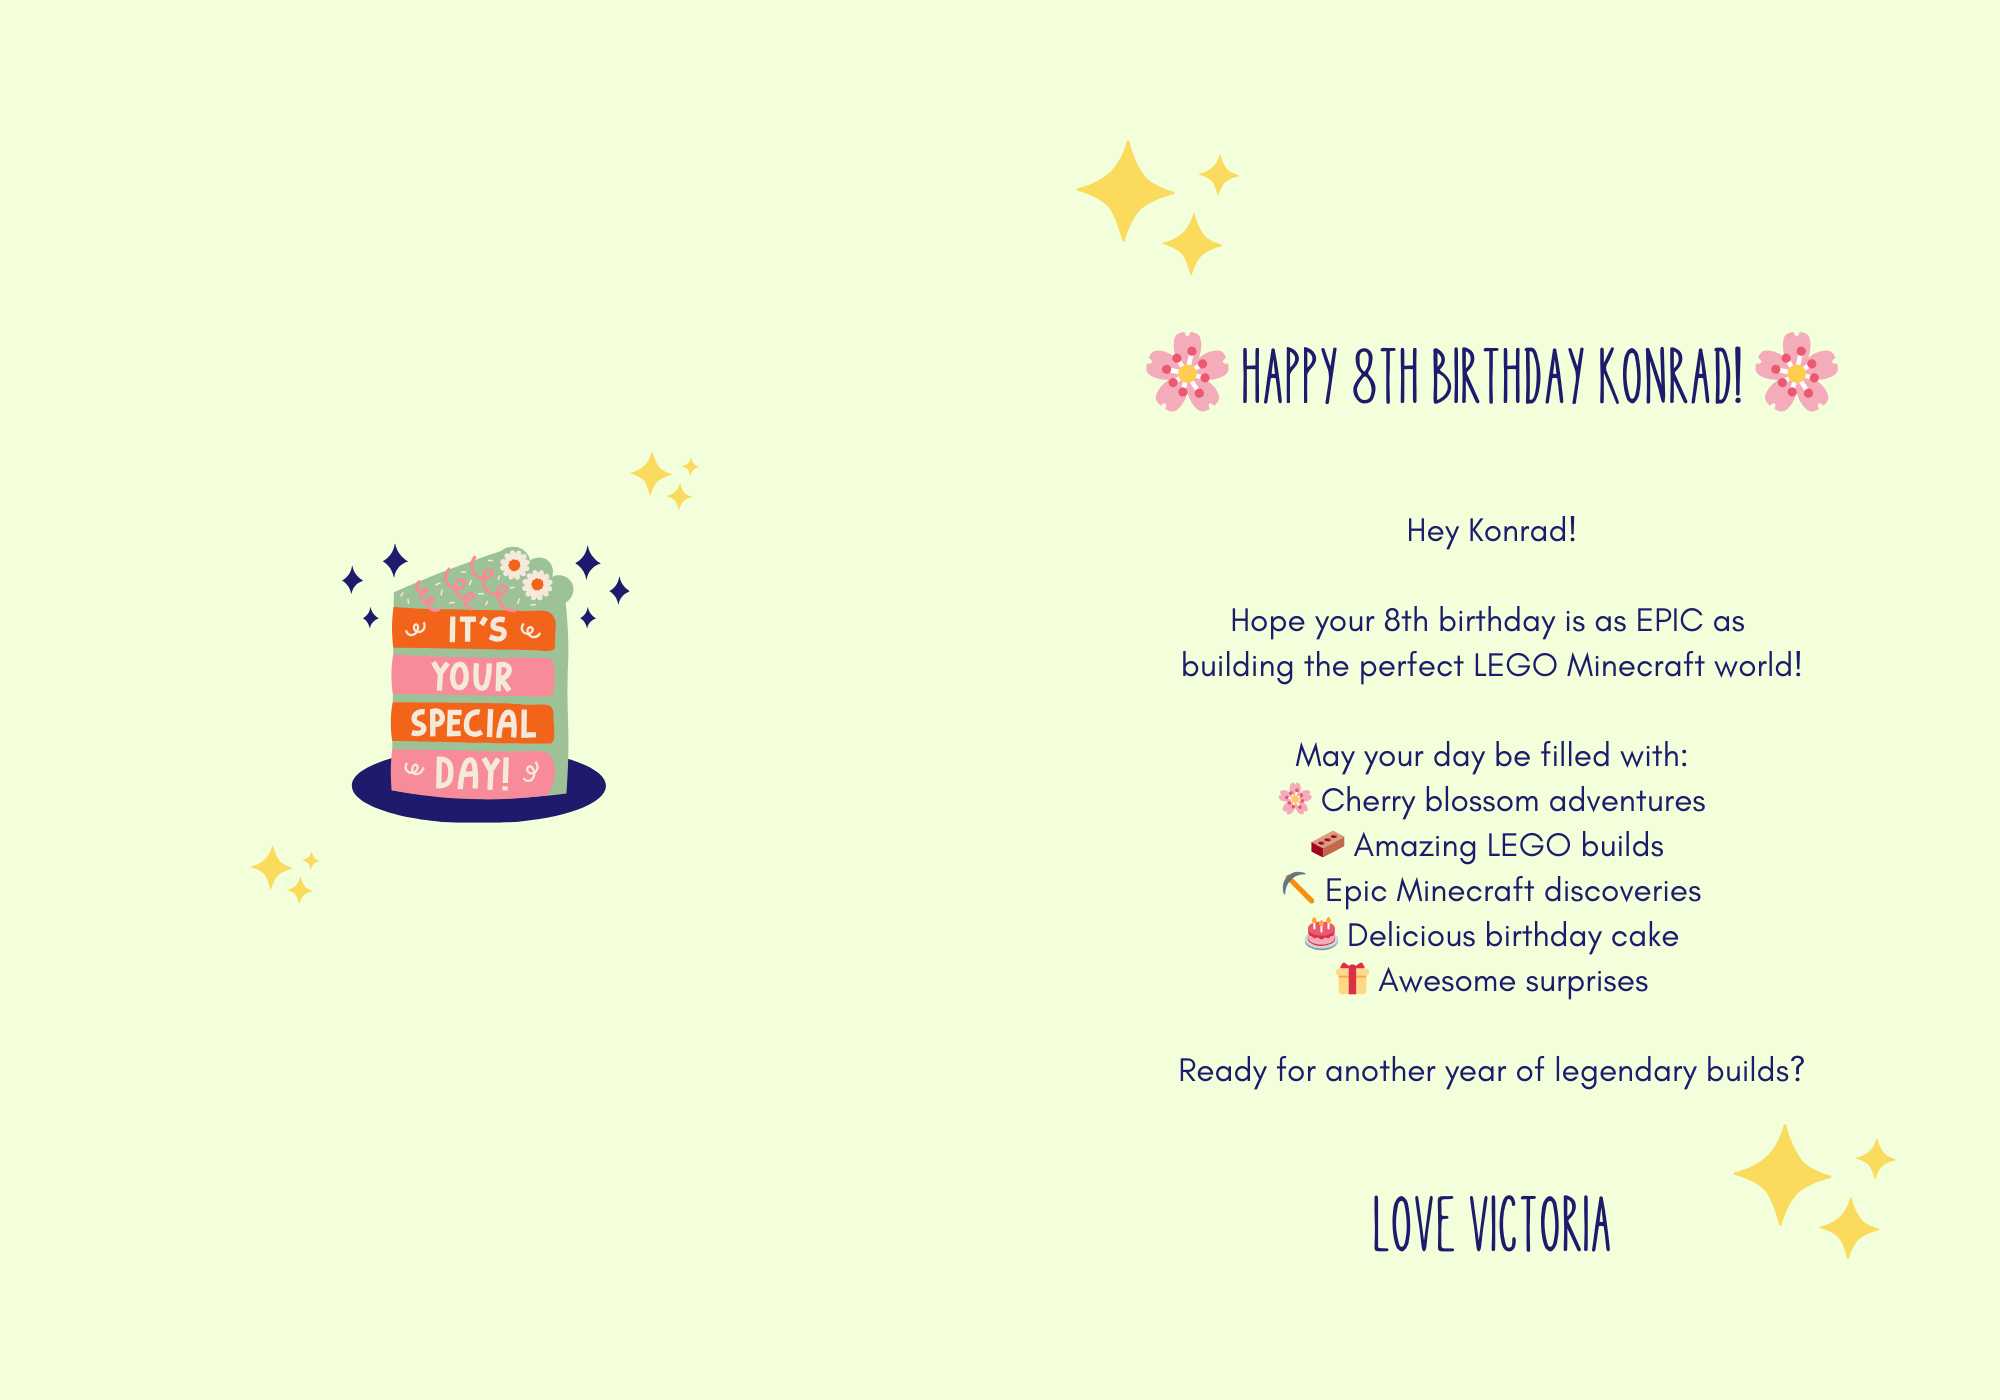 IT'S
YOUR
SPECIAL
DAY!
🌸 HAPPY 8TH BIRTHDAY KONRAD! 🌸
Hey Konrad!
Hope your 8th birthday is as EPIC as
building the perfect LEGO Minecraft world!
May your day be filled with:
🌸 Cherry blossom adventures
🧱 Amazing LEGO builds
⛏️ Epic Minecraft discoveries
🎂 Delicious birthday cake
🎁 Awesome surprises
Ready for another year of legendary builds?
LOVE VICTORIA